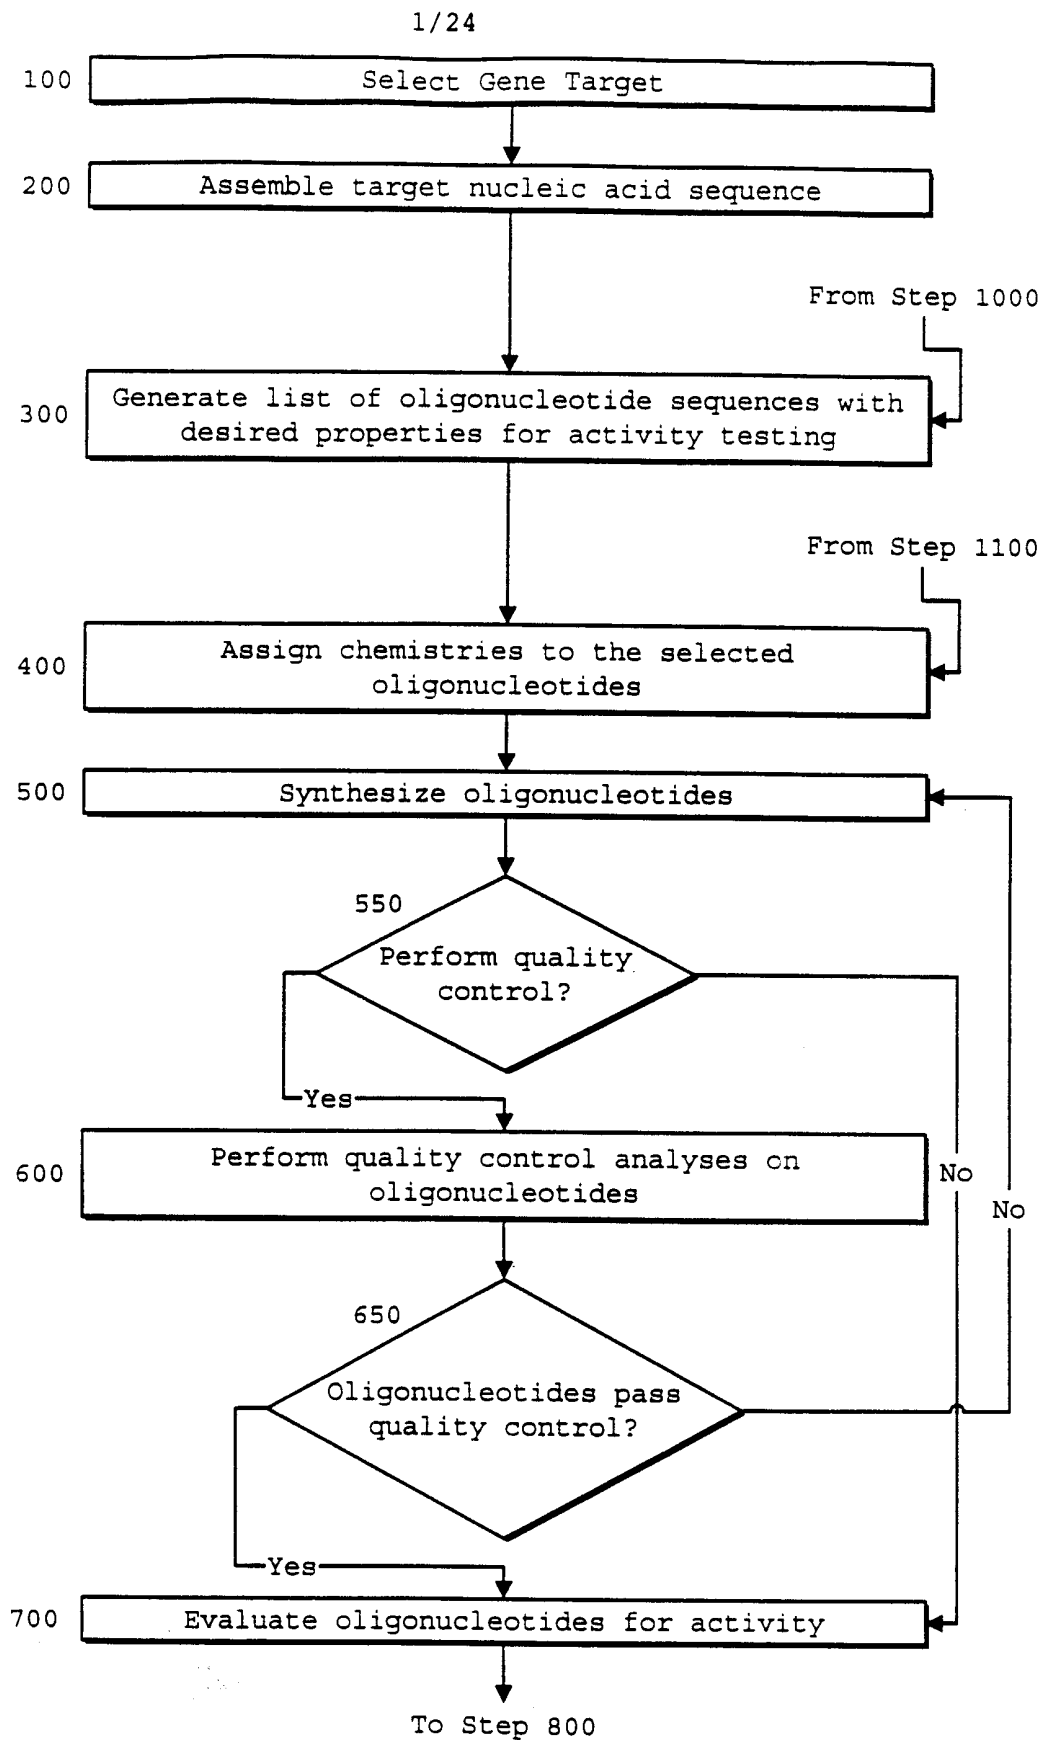 1/24
100
Select Gene Target
200
Assemble target nucleic acid sequence
From Step 1000
300
Generate list of oligonucleotide sequences with
desired properties for activity testing
From Step 1100
400
Assign chemistries to the selected
oligonucleotides
500
Synthesize oligonucleotides
550
Perform quality
control?
Yes
600
Perform quality control analyses on
oligonucleotides
No
No
650
Oligonucleotides pass
quality control?
Yes
700
Evaluate oligonucleotides for activity
To Step 800